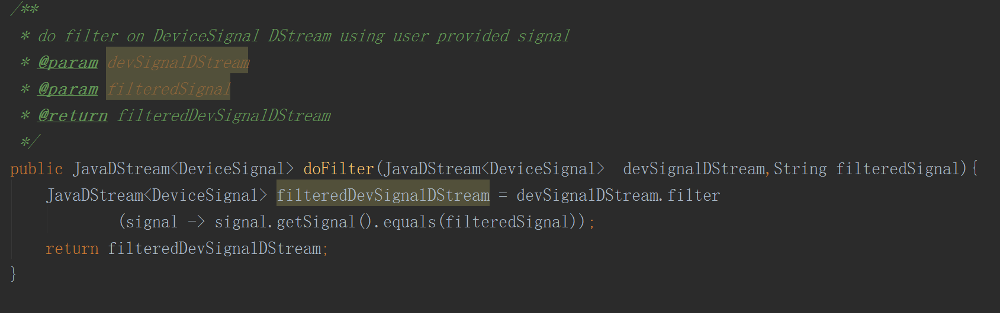 /**
 * do filter on DeviceSignal DStream using user provided signal
 * @param devSignalDStream
 * @param filteredSignal
 * @return filteredDevSignalDStream
 */
public JavaDStream<DeviceSignal> doFilter(JavaDStream<DeviceSignal>  devSignalDStream,String filteredSignal){
    JavaDStream<DeviceSignal> filteredDevSignalDStream = devSignalDStream.filter
            (signal -> signal.getSignal().equals(filteredSignal));
    return filteredDevSignalDStream;
}